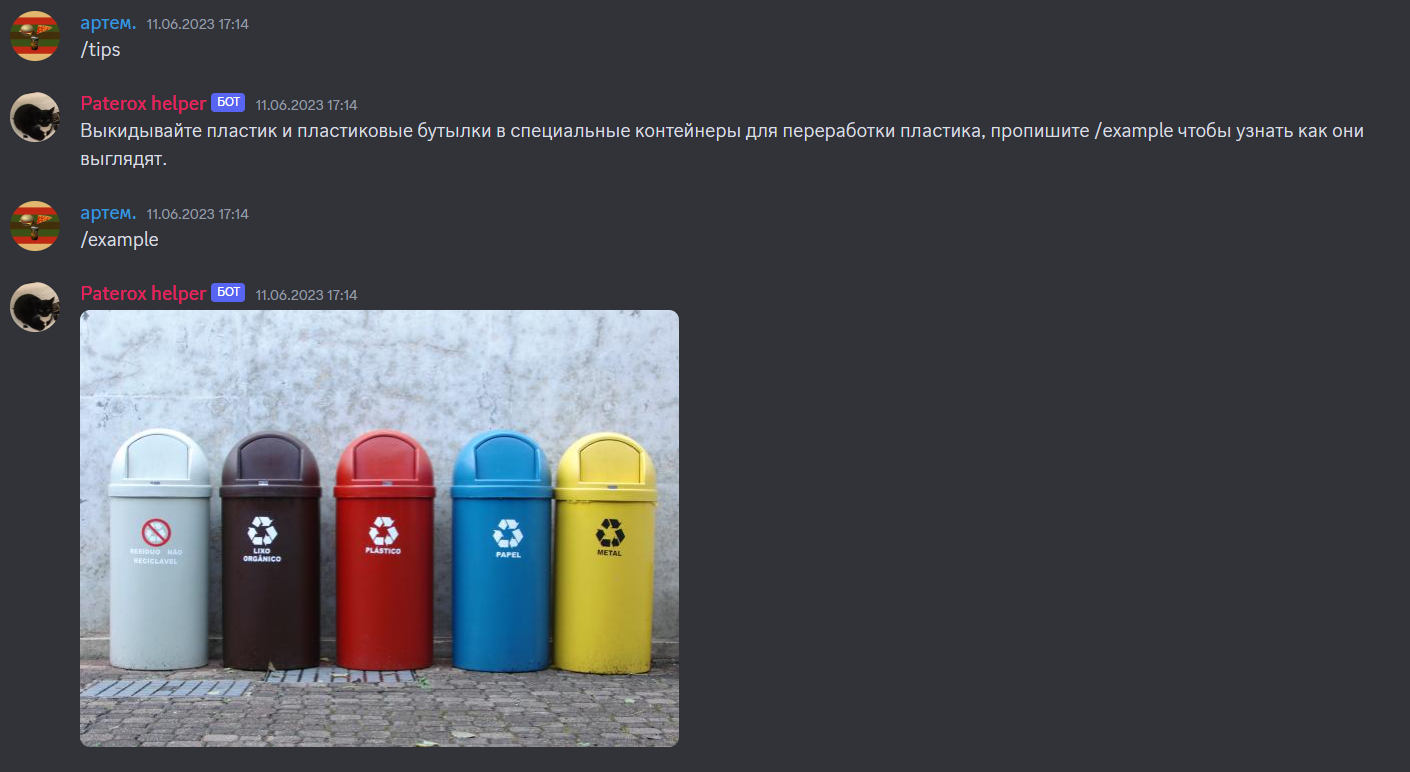 артем. 11.06.2023 17:14
/tips
Paterox helper БОТ 11.06.2023 17:14
Выкидывайте пластик и пластиковые бутылки в специальные контейнеры для переработки пластика, пропишите /example чтобы узнать как они
выглядят.
артем. 11.06.2023 17:14
/example
Paterox helper БОТ 11.06.2023 17:14
RESÍDUO NÃO
RECICLÁVEL
LIXO
ORGÂNICO
PLÁSTICO
PAPEL
METAL